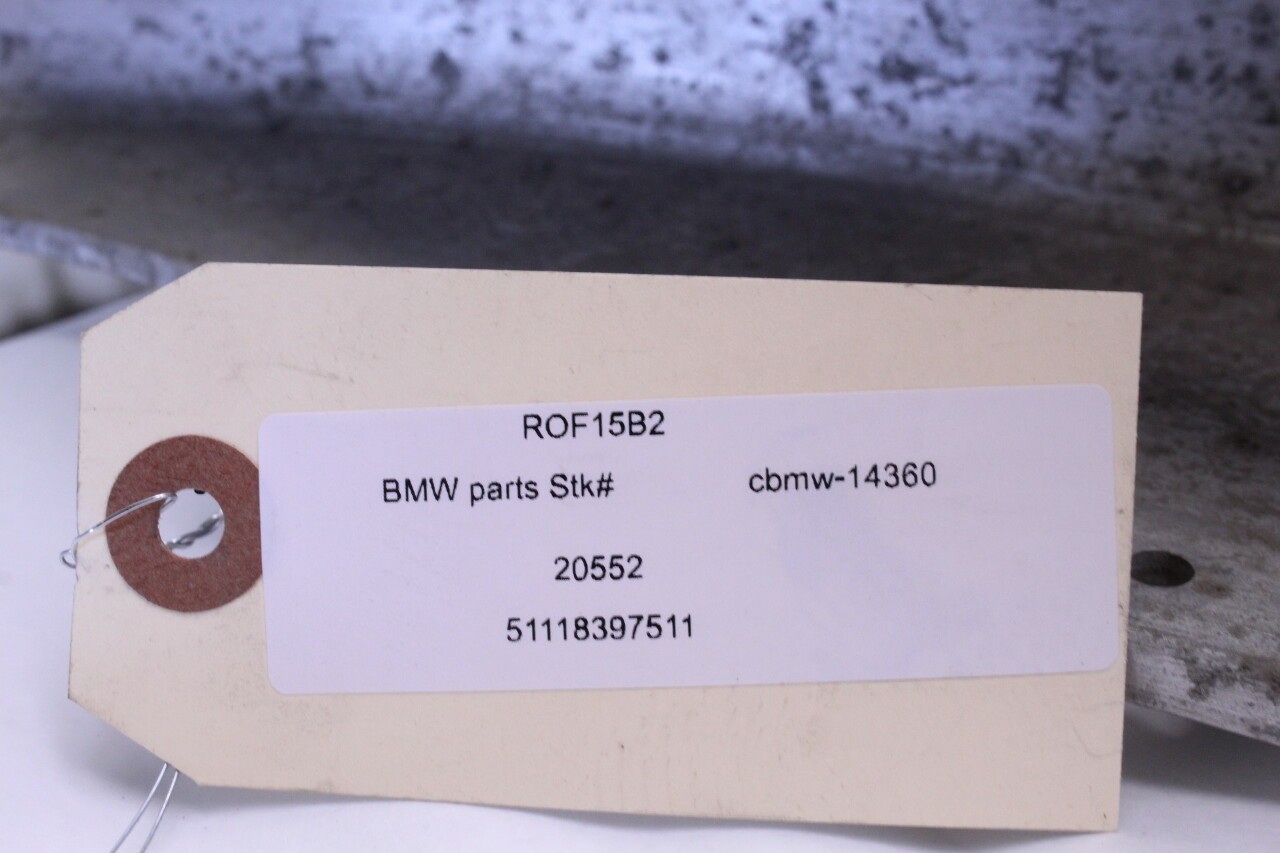 ROF15B2
BMW parts Stk# cbmw-14360
20552
51118397511